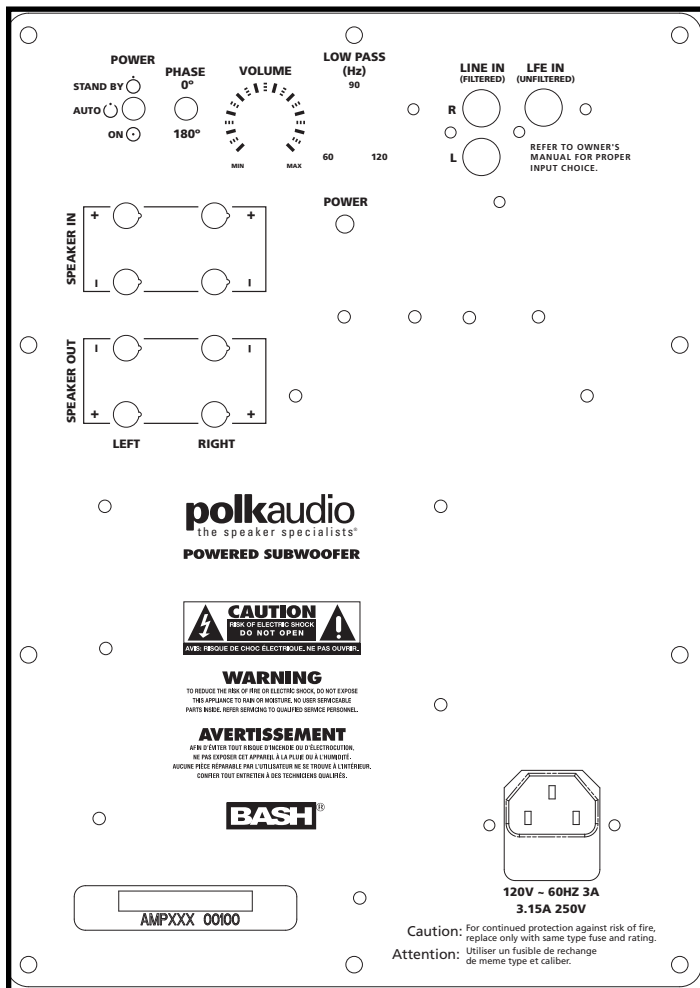 POWER
STAND BY
AUTO
ON
PHASE
0°
180°
VOLUME
MIN MAX
LOW PASS
(Hz)
90
60 120
LINE IN
(FILTERED)
R
L
LFE IN
(UNFILTERED)
REFER TO OWNER'S
MANUAL FOR PROPER
INPUT CHOICE.
SPEAKER IN
+ +
– –
POWER
SPEAKER OUT
– –
+ +
LEFT RIGHT
polkaudio
the speaker specialists®
POWERED SUBWOOFER
CAUTION
RISK OF ELECTRIC SHOCK
DO NOT OPEN
AVIS: RISQUE DE CHOC ÉLECTRIQUE, NE PAS OUVRIR.
WARNING
TO REDUCE THE RISK OF FIRE OR ELECTRIC SHOCK, DO NOT EXPOSE
THIS APPLIANCE TO RAIN OR MOISTURE. NO USER SERVICEABLE
PARTS INSIDE. REFER SERVICING TO QUALIFIED SERVICE PERSONNEL.
AVERTISSEMENT
AFIN D'ÉVITER TOUT RISQUE D'INCENDIE OU D'ÉLECTROCUTION,
NE PAS EXPOSER CET APPAREIL À LA PLUIE OU À L'HUMIDITÉ.
AUCUNE PIÈCE RÉPARABLE PAR L'UTILISATEUR NE SE TROUVE À L'INTÉRIEUR.
CONFIER TOUT ENTRETIEN À DES TECHNICIENS QUALIFIÉS.
BASH®
AMPXXX 00100
120V ~ 60HZ 3A
3.15A 250V
Caution: For continued protection against risk of fire,
replace only with same type fuse and rating.
Attention: Utiliser un fusible de rechange
de meme type et caliber.